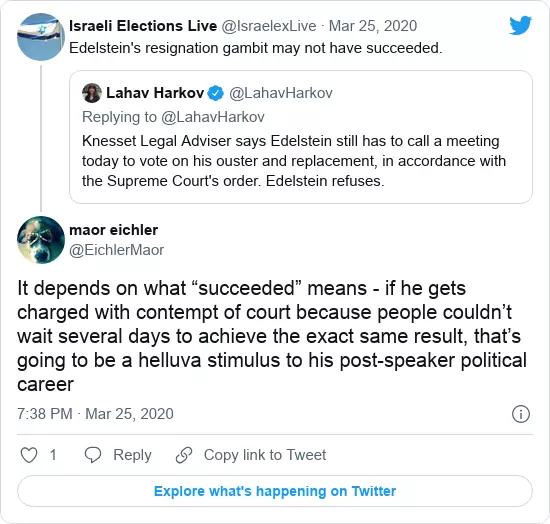 Israeli Elections Live @IsraelexLive · Mar 25, 2020
Edelstein's resignation gambit may not have succeeded.
Lahav Harkov @LahavHarkov
Replying to @LahavHarkov
Knesset Legal Adviser says Edelstein still has to call a meeting
today to vote on his ouster and replacement, in accordance with
the Supreme Court's order. Edelstein refuses.
maor eichler
@EichlerMaor
It depends on what “succeeded” means - if he gets
charged with contempt of court because people couldn’t
wait several days to achieve the exact same result, that’s
going to be a helluva stimulus to his post-speaker political
career
7:38 PM · Mar 25, 2020
1 Reply Copy link to Tweet
Explore what's happening on Twitter